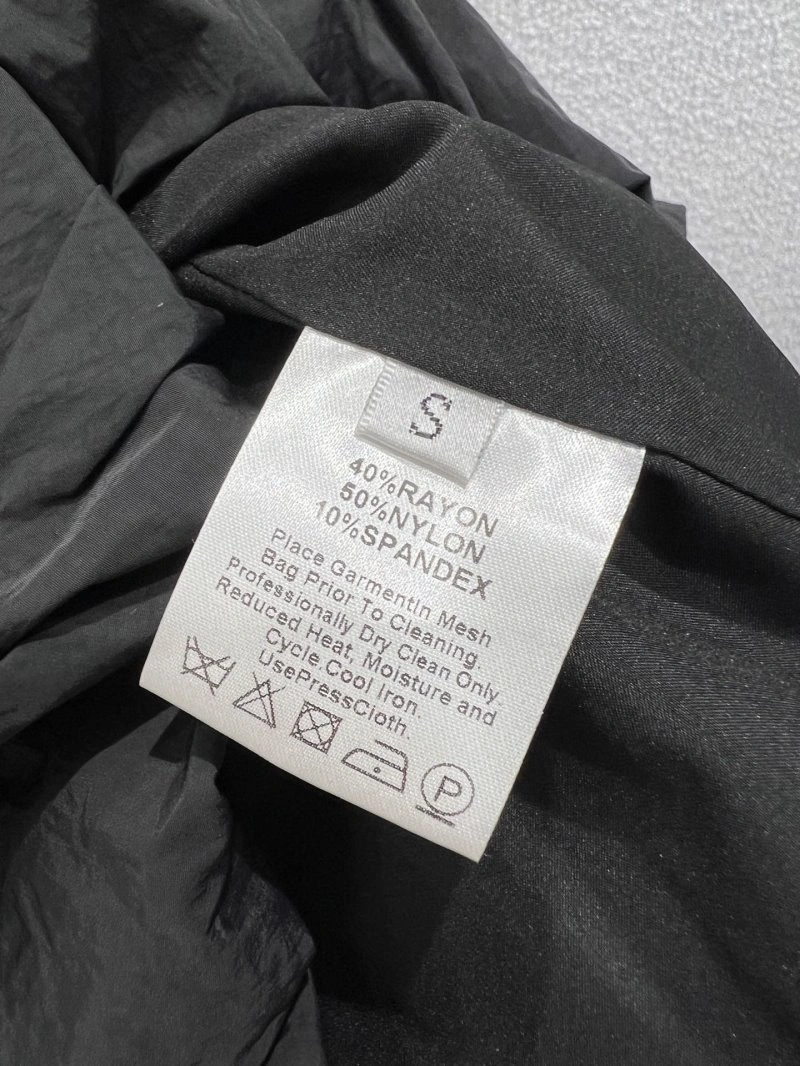 S
40%RAYON
50%NYLON
10%SPANDEX
Place GarmentIn Mesh
Bag Prior To Cleaning.
Professionally Dry Clean Only.
Reduced Heat, Moisture and
Cycle Cool Iron.
UsePressCloth.
P